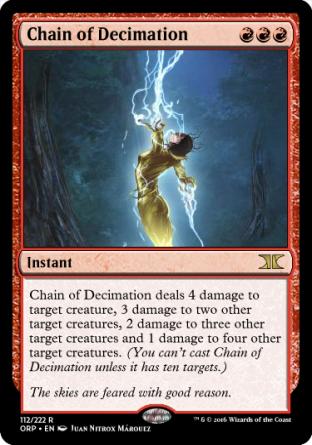 Chain of Decimation
Instant
Chain of Decimation deals 4 damage to
target creature, 3 damage to two other
target creatures, 2 damage to three other
target creatures and 1 damage to four other
target creatures. (You can't cast Chain of
Decimation unless it has ten targets.)
The skies are feared with good reason.
112/222 R
ORP • EN Juan Nitrox Márquez
™ & © 2016 Wizards of the Coast